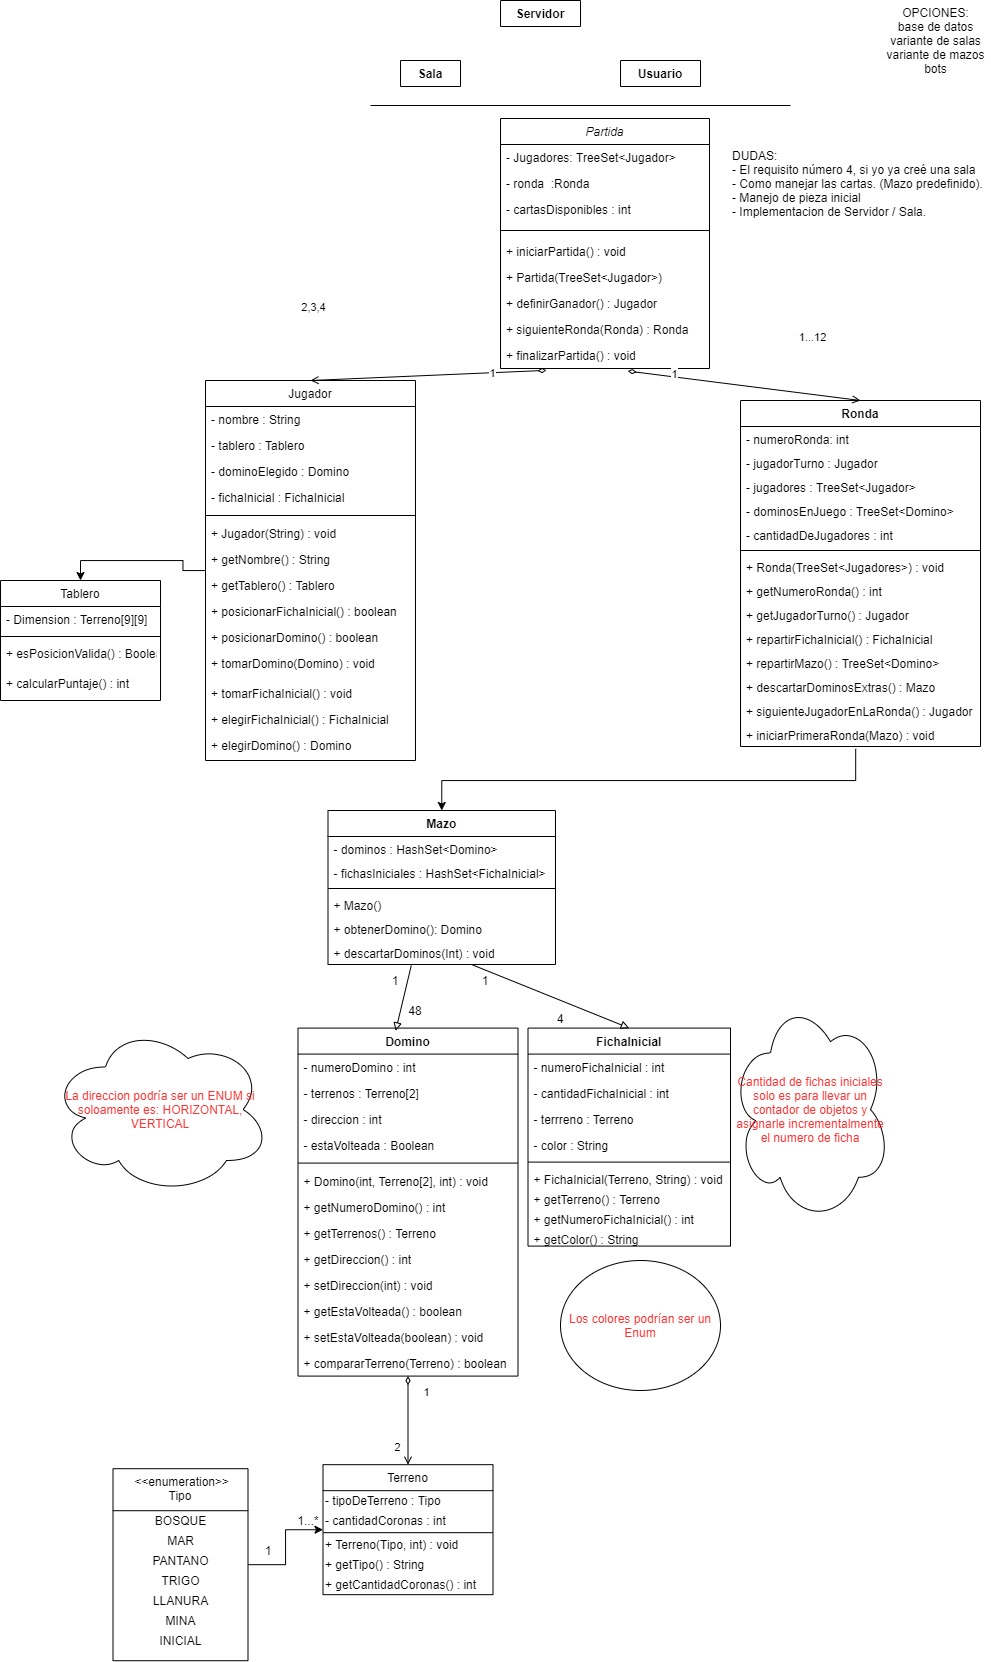 Servidor
OPCIONES:
base de datos
variante de salas
variante de mazos
bots
Sala
Usuario
Partida
- Jugadores: TreeSet<Jugador>
- ronda :Ronda
- cartasDisponibles : int
+ iniciarPartida() : void
+ Partida(TreeSet<Jugador>)
+ definirGanador() : Jugador
+ siguienteRonda(Ronda) : Ronda
+ finalizarPartida() : void
DUDAS:
- El requisito número 4, si yo ya creé una sala
- Como manejar las cartas. (Mazo predefinido).
- Manejo de pieza inicial
- Implementacion de Servidor / Sala.
2,3,4
1...12
1
1
Jugador
- nombre : String
- tablero : Tablero
- dominoElegido : Domino
- fichaInicial : FichaInicial
+ Jugador(String) : void
+ getNombre() : String
+ getTablero() : Tablero
+ posicionarFichaInicial() : boolean
+ posicionarDomino() : boolean
+ tomarDomino(Domino) : void
+ tomarFichaInicial() : void
+ elegirFichaInicial() : FichaInicial
+ elegirDomino() : Domino
Ronda
- numeroRonda: int
- jugadorTurno : Jugador
- jugadores : TreeSet<Jugador>
- dominosEnJuego : TreeSet<Domino>
- cantidadDeJugadores : int
+ Ronda(TreeSet<Jugadores>) : void
+ getNumeroRonda() : int
+ getJugadorTurno() : Jugador
+ repartirFichaInicial() : FichaInicial
+ repartirMazo() : TreeSet<Domino>
+ descartarDominosExtras() : Mazo
+ siguienteJugadorEnLaRonda() : Jugador
+ iniciarPrimeraRonda(Mazo) : void
Tablero
- Dimension : Terreno[9][9]
+ esPosicionValida() : Boole
+ calcularPuntaje() : int
Mazo
- dominos : HashSet<Domino>
- fichasIniciales : HashSet<FichaInicial>
+ Mazo()
+ obtenerDomino(): Domino
+ descartarDominos(Int) : void
1
1
48
4
Domino
- numeroDomino : int
- terrenos : Terreno[2]
- direccion : int
- estaVolteada : Boolean
+ Domino(int, Terreno[2], int) : void
+ getNumeroDomino() : int
+ getTerrenos() : Terreno
+ getDireccion() : int
+ setDireccion(int) : void
+ getEstaVolteada() : boolean
+ setEstaVolteada(boolean) : void
+ compararTerreno(Terreno) : boolean
FichaInicial
- numeroFichaInicial : int
- cantidadFichaInicial : int
- terrreno : Terreno
- color : String
+ FichaInicial(Terreno, String) : void
+ getTerreno() : Terreno
+ getNumeroFichaInicial() : int
+ getColor() : String
La direccion podría ser un ENUM si
soloamente es: HORIZONTAL,
VERTICAL
Cantidad de fichas iniciales
solo es para llevar un
contador de objetos y
asignarle incrementalmente
el numero de ficha
Los colores podrían ser un
Enum
1
2
Terreno
- tipoDeTerreno : Tipo
- cantidadCoronas : int
+ Terreno(Tipo, int) : void
+ getTipo() : String
+ getCantidadCoronas() : int
<<enumeration>>
Tipo
BOSQUE
MAR
PANTANO
TRIGO
LLANURA
MINA
INICIAL
1
1...*